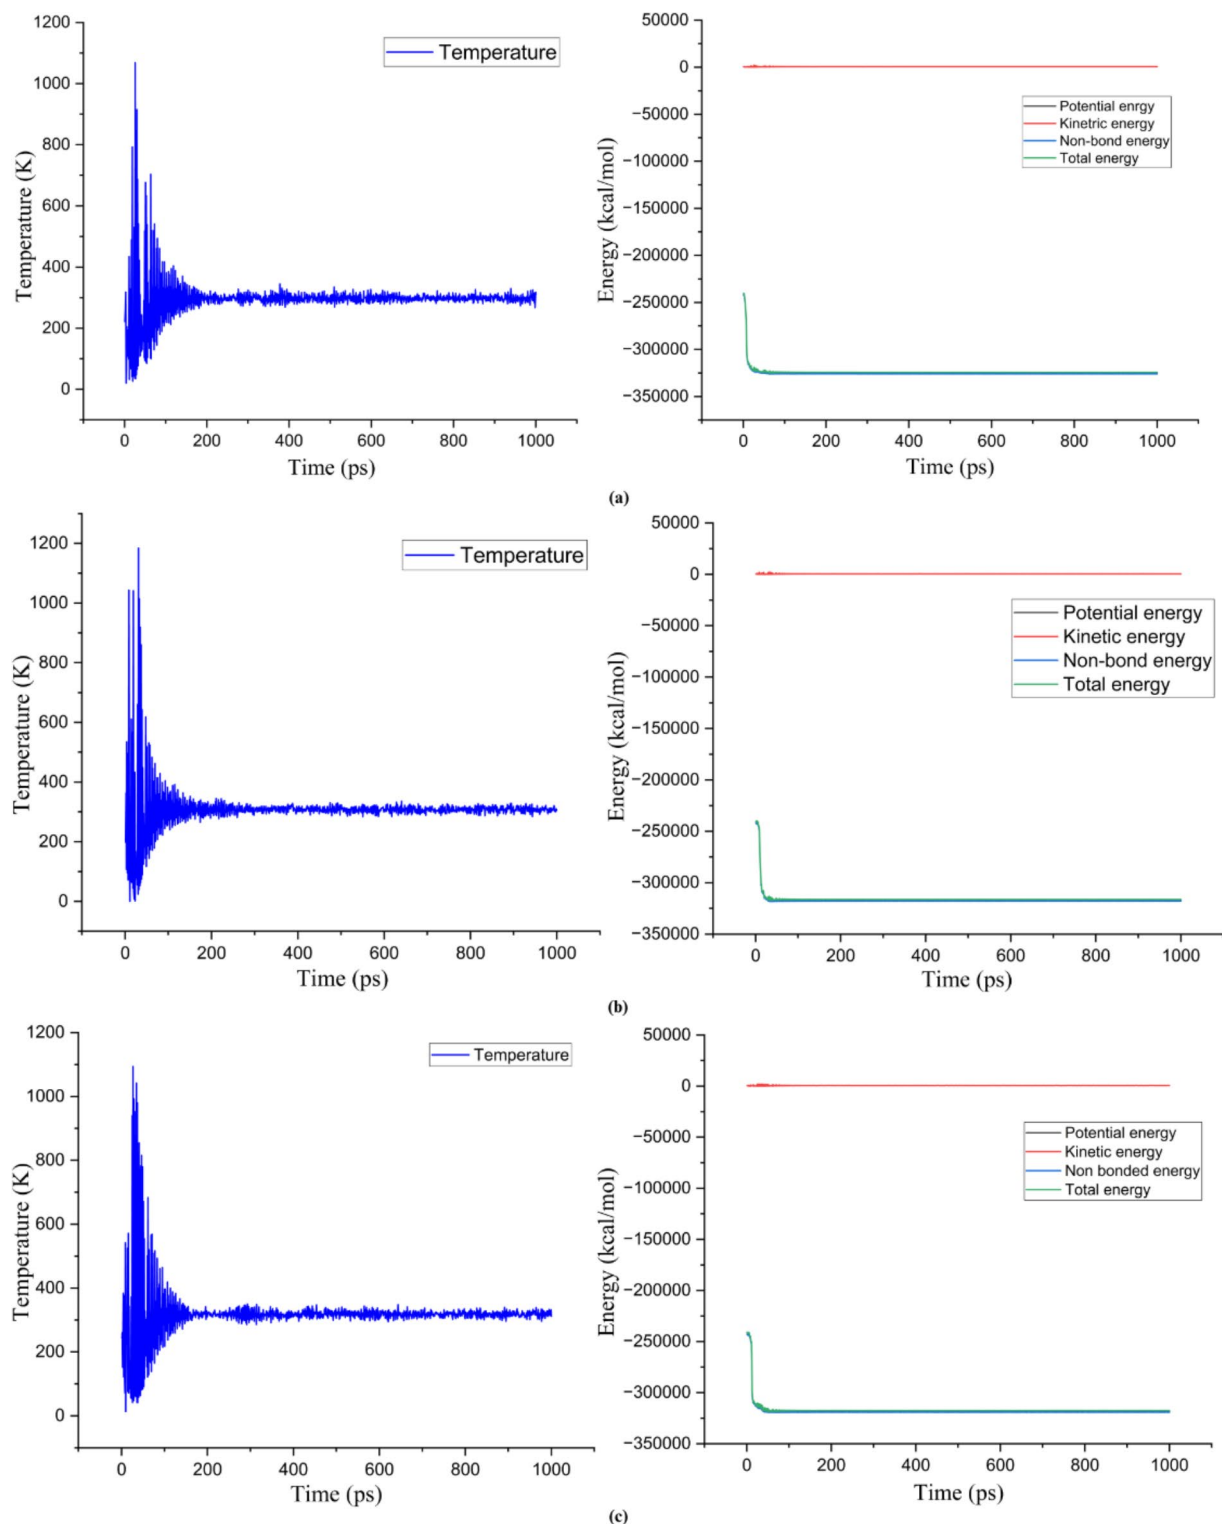 1200
1000
800
600
400
200
0
Temperature (K)
Temperature
0 200 400 600 800 1000
Time (ps)
50000
0
−50000
−100000
−150000
−200000
−250000
−300000
−350000
Energy (kcal/mol)
Potential enrgy
Kinetric energy
Non-bond energy
Total energy
0 200 400 600 800 1000
Time (ps)
(a)
1200
1000
800
600
400
200
0
Temperature (K)
Temperature
0 200 400 600 800 1000
Time (ps)
50000
0
−50000
−100000
−150000
−200000
−250000
−300000
−350000
Energy (kcal/mol)
Potential energy
Kinetic energy
Non-bond energy
Total energy
0 200 400 600 800 1000
Time (ps)
(b)
1200
1000
800
600
400
200
0
Temperature (K)
Temperature
0 200 400 600 800 1000
Time (ps)
50000
0
−50000
−100000
−150000
−200000
−250000
−300000
−350000
Energy (kcal/mol)
Potential energy
Kinetic energy
Non bonded energy
Total energy
0 200 400 600 800 1000
Time (ps)
(c)